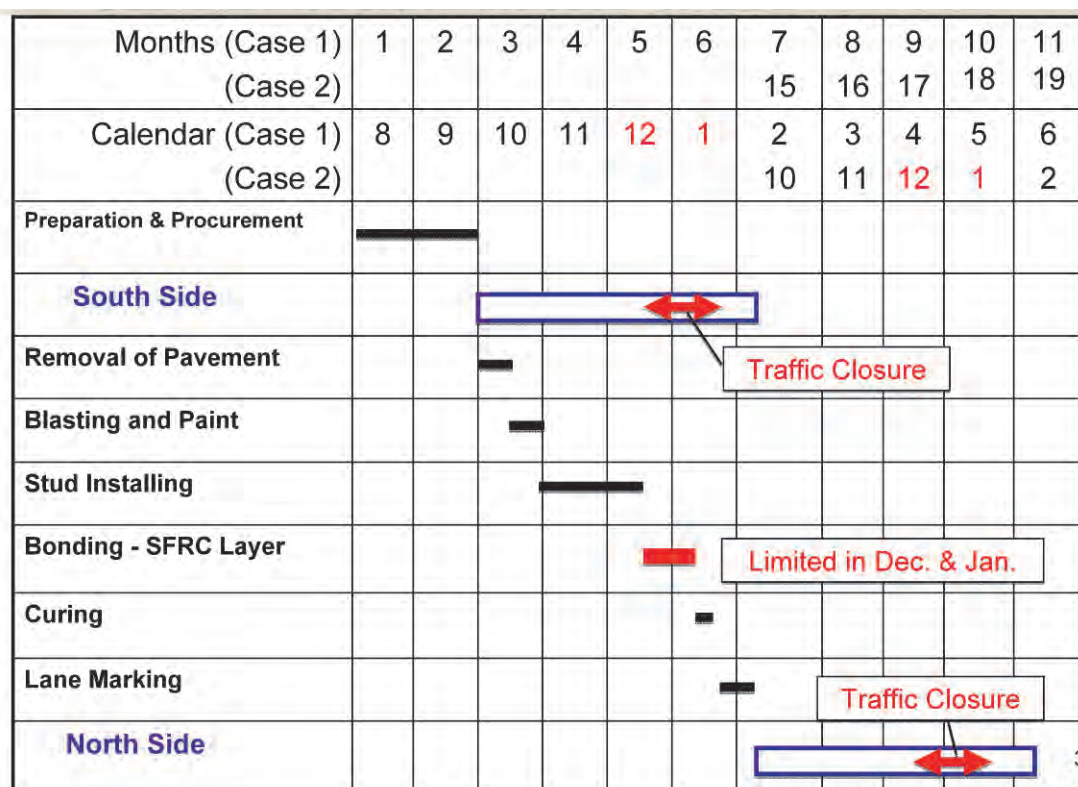 Months (Case 1) 1 2 3 4 5 6 7 8 9 10 11
(Case 2) 15 16 17 18 19
Calendar (Case 1) 8 9 10 11 12 1 2 3 4 5 6
(Case 2) 10 11 12 1 2
Preparation & Procurement
South Side
Removal of Pavement
Traffic Closure
Blasting and Paint
Stud Installing
Bonding - SFRC Layer
Limited in Dec. & Jan.
Curing
Lane Marking
Traffic Closure
North Side
3